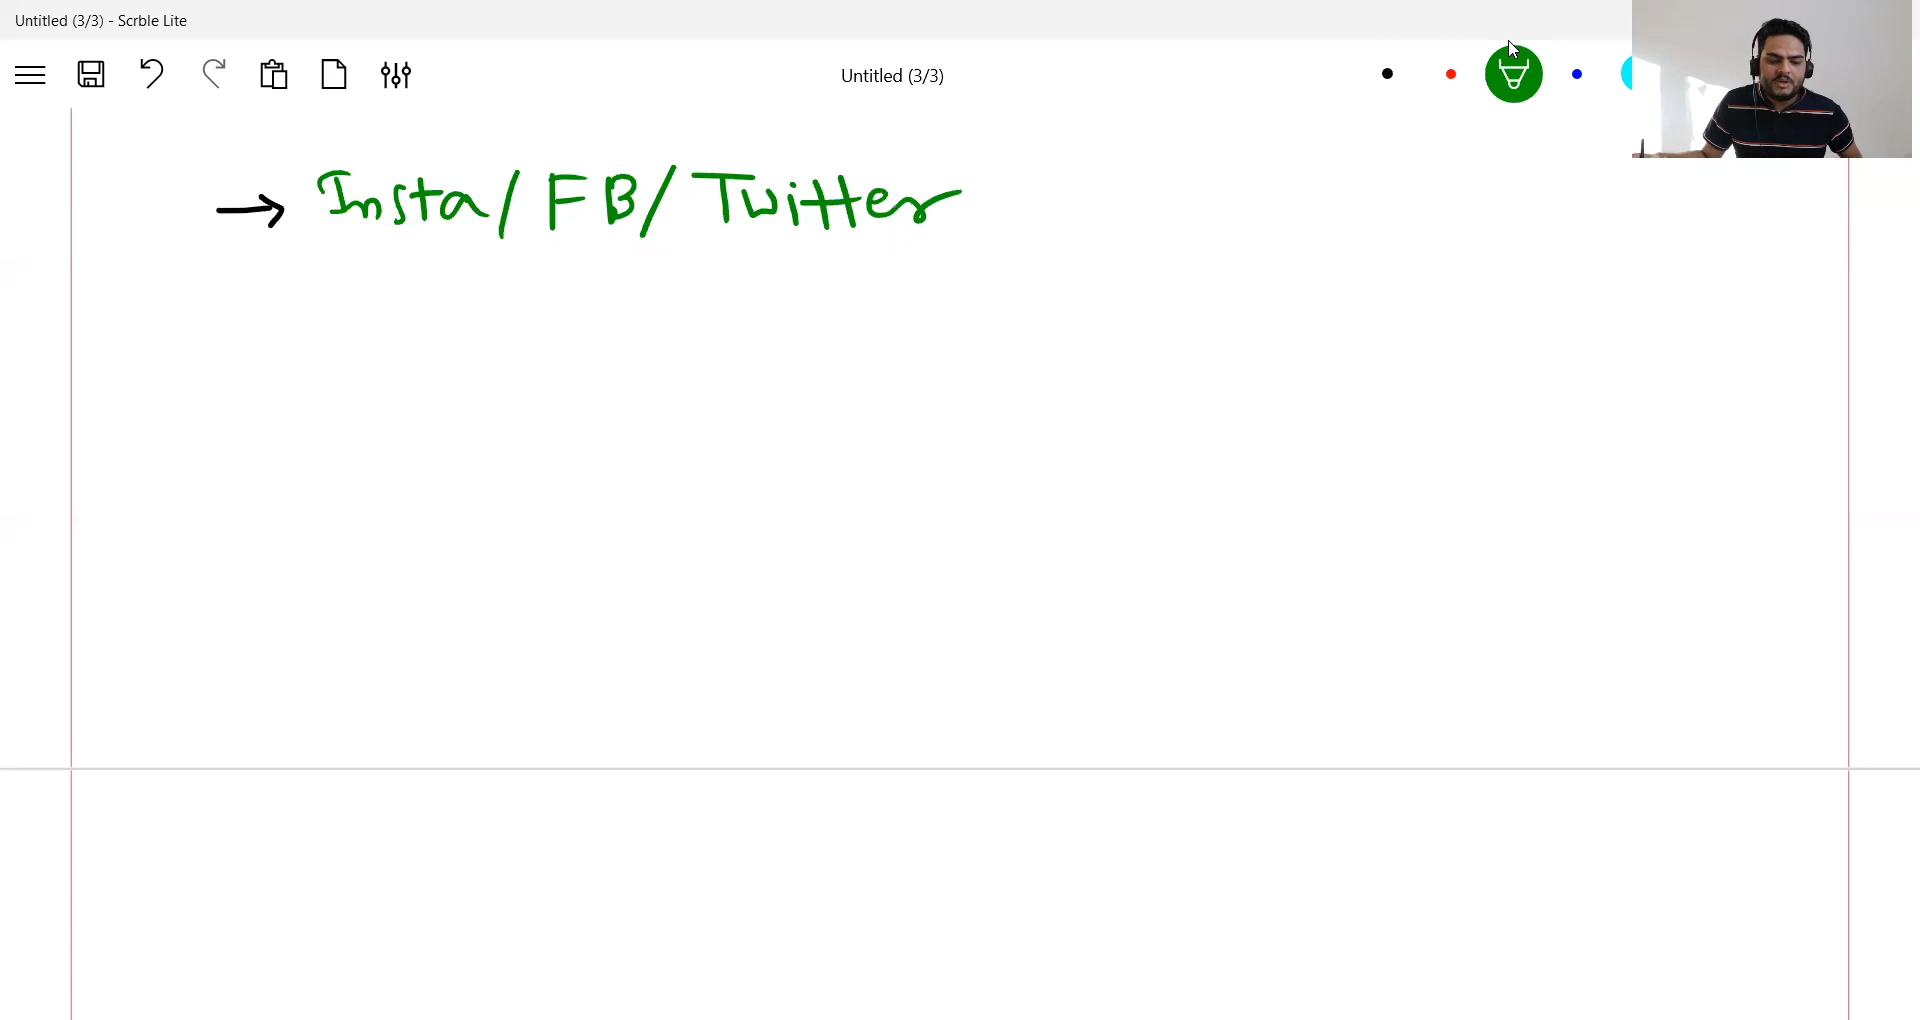 Untitled (3/3) - Scrble Lite
Untitled (3/3)
→ Insta/ FB/ Twitter